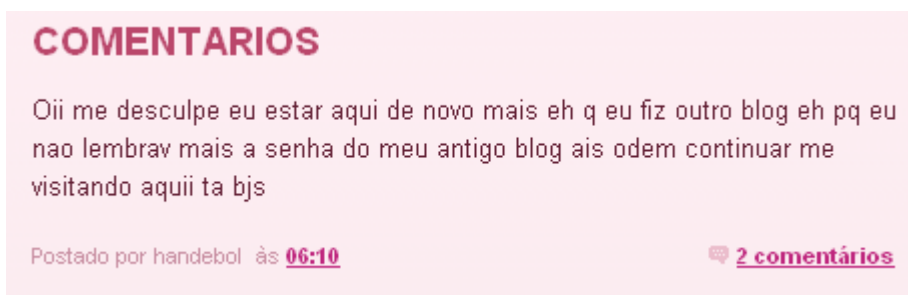 COMENTARIOS
Oii me desculpe eu estar aqui de novo mais eh q eu fiz outro blog eh pq eu
nao lembrav mais a senha do meu antigo blog ais odem continuar me
visitando aquii ta bjs
Postado por handebol às 06:10 2 comentários